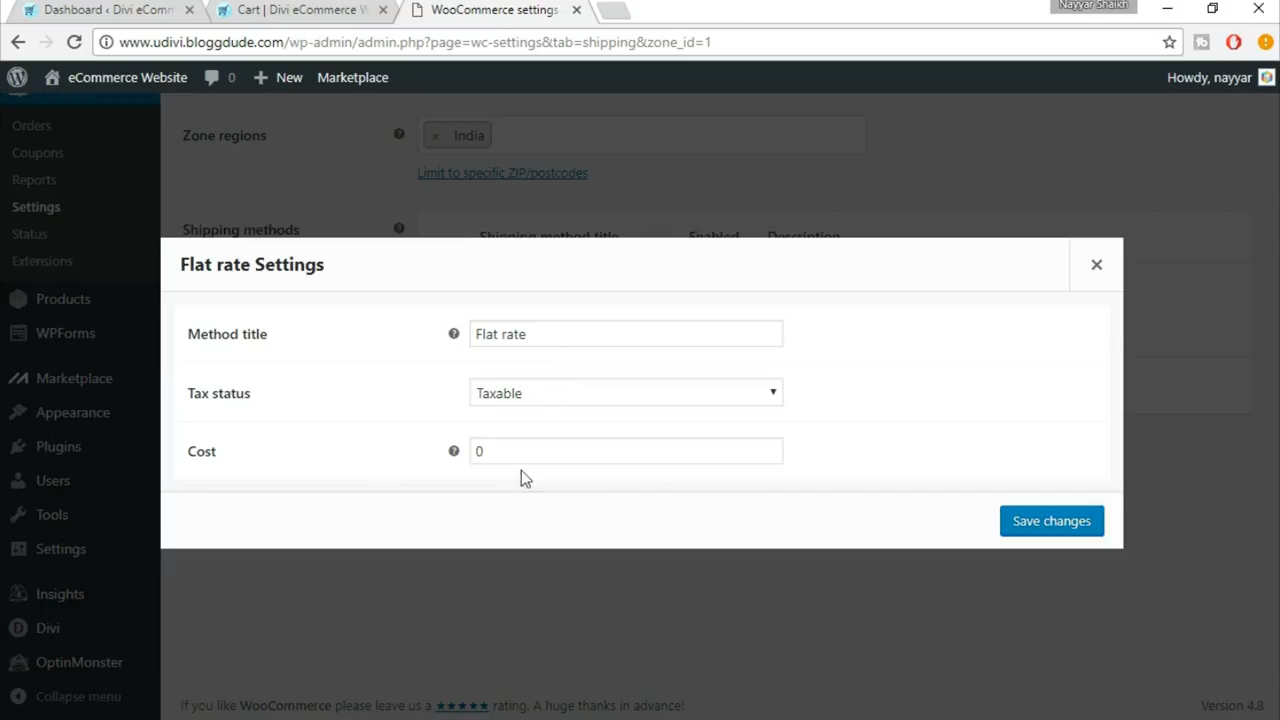 Dashboard ‹ Divi eComm
Cart | Divi eCommerce W
WooCommerce settings
Nayyar Shaikh
www.udivi.bloggdude.com/wp-admin/admin.php?page=wc-settings&tab=shipping&zone_id=1
eCommerce Website
0
New
Marketplace
Howdy, nayyar
Orders
Coupons
Reports
Settings
Status
Extensions
Products
WPForms
Marketplace
Appearance
Plugins
Users
Tools
Settings
Insights
Divi
OptinMonster
Collapse menu
Zone regions
× India
Limit to specific ZIP/postcodes
Shipping methods
Shipping method title Enabled Description
Flat rate Settings
Method title
Flat rate
Tax status
Taxable
Cost
0
Save changes
If you like WooCommerce please leave us a ★★★★★ rating. A huge thanks in advance!
Version 4.8